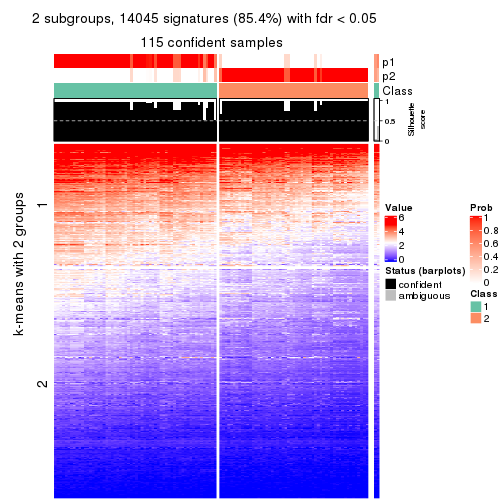 2 subgroups, 14045 signatures (85.4%) with fdr < 0.05
115 confident samples
p1
p2
Class
1
0.5
0
Silhouette
score
k-means with 2 groups
1
2
Value
6
4
2
0
Status (barplots)
confident
ambiguous
Prob
1
0.8
0.6
0.4
0.2
0
Class
1
2